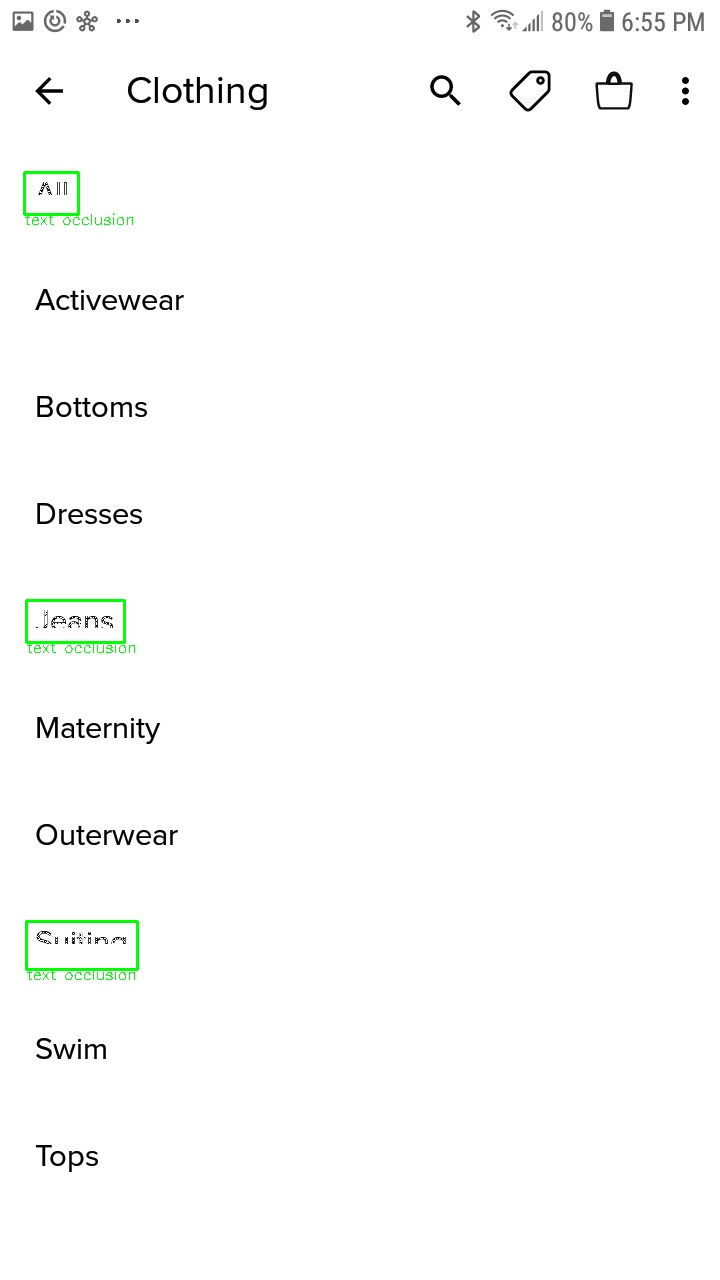 80% 6:55 PM
Clothing
All
text occlusion
Activewear
Bottoms
Dresses
Jeans
text occlusion
Maternity
Outerwear
Suiting
text occlusion
Swim
Tops